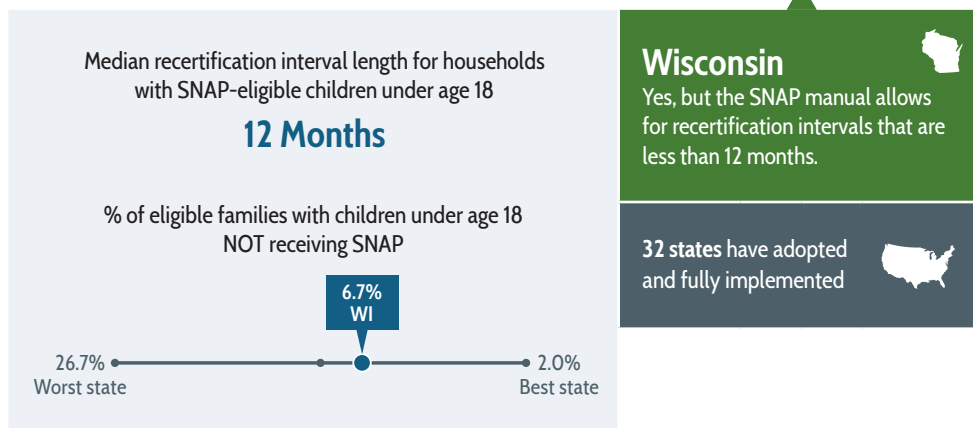 Median recertification interval length for households
with SNAP-eligible children under age 18
12 Months
% of eligible families with children under age 18
NOT receiving SNAP
6.7%
WI
26.7%
Worst state
2.0%
Best state
Wisconsin
Yes, but the SNAP manual allows
for recertification intervals that are
less than 12 months.
32 states have adopted
and fully implemented